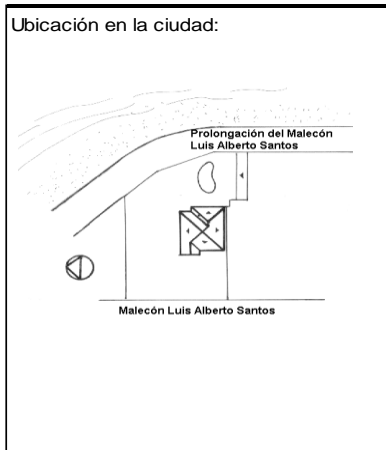 Ubicación en la ciudad:
Prolongación del Malecón
Luis Alberto Santos
Malecón Luis Alberto Santos